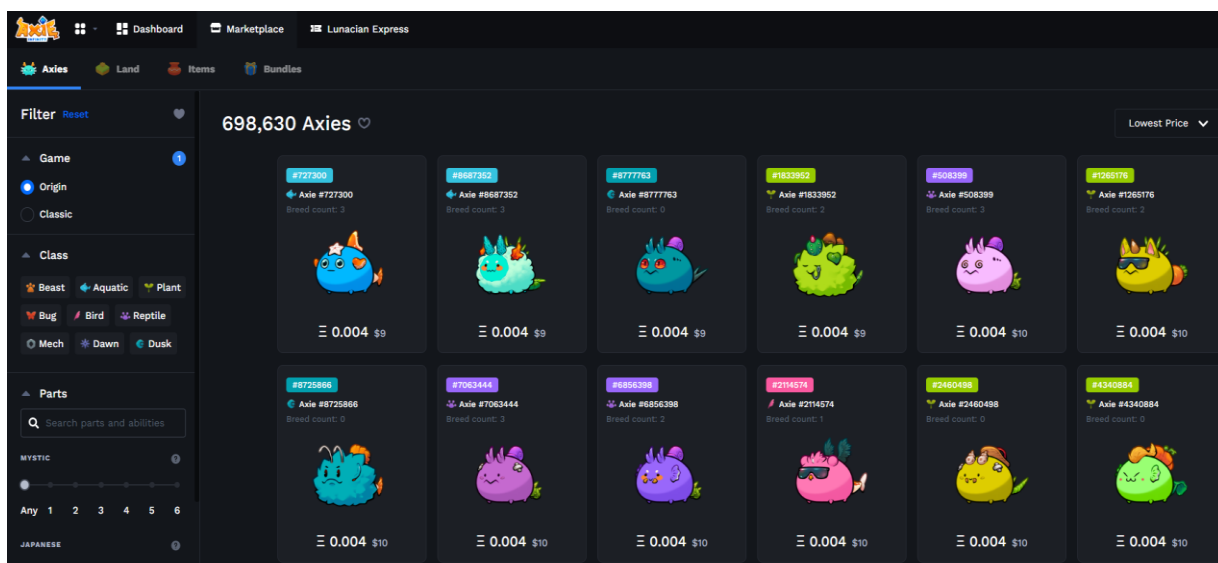 AXIE
INFINITY
Dashboard
Marketplace
Lunacian Express
Axies
Land
Items
Bundles
Filter Reset
698,630 Axies
Lowest Price
Game 1
Origin
Classic
Class
Beast Aquatic Plant
Bug Bird Reptile
Mech Dawn Dusk
Parts
Search parts and abilities
MYSTIC ?
Any 1 2 3 4 5 6
JAPANESE ?
#727300
Axie #727300
Breed count: 3
Ξ 0.004 $9
#8687352
Axie #8687352
Breed count: 3
Ξ 0.004 $9
#8777763
Axie #8777763
Breed count: 0
Ξ 0.004 $9
#1833952
Axie #1833952
Breed count: 2
Ξ 0.004 $9
#508399
Axie #508399
Breed count: 3
Ξ 0.004 $10
#1265176
Axie #1265176
Breed count: 2
Ξ 0.004 $10
#8725866
Axie #8725866
Breed count: 0
Ξ 0.004 $10
#7063444
Axie #7063444
Breed count: 3
Ξ 0.004 $10
#6856398
Axie #6856398
Breed count: 2
Ξ 0.004 $10
#2114574
Axie #2114574
Breed count: 1
Ξ 0.004 $10
#2460498
Axie #2460498
Breed count: 0
Ξ 0.004 $10
#4340884
Axie #4340884
Breed count: 0
Ξ 0.004 $10